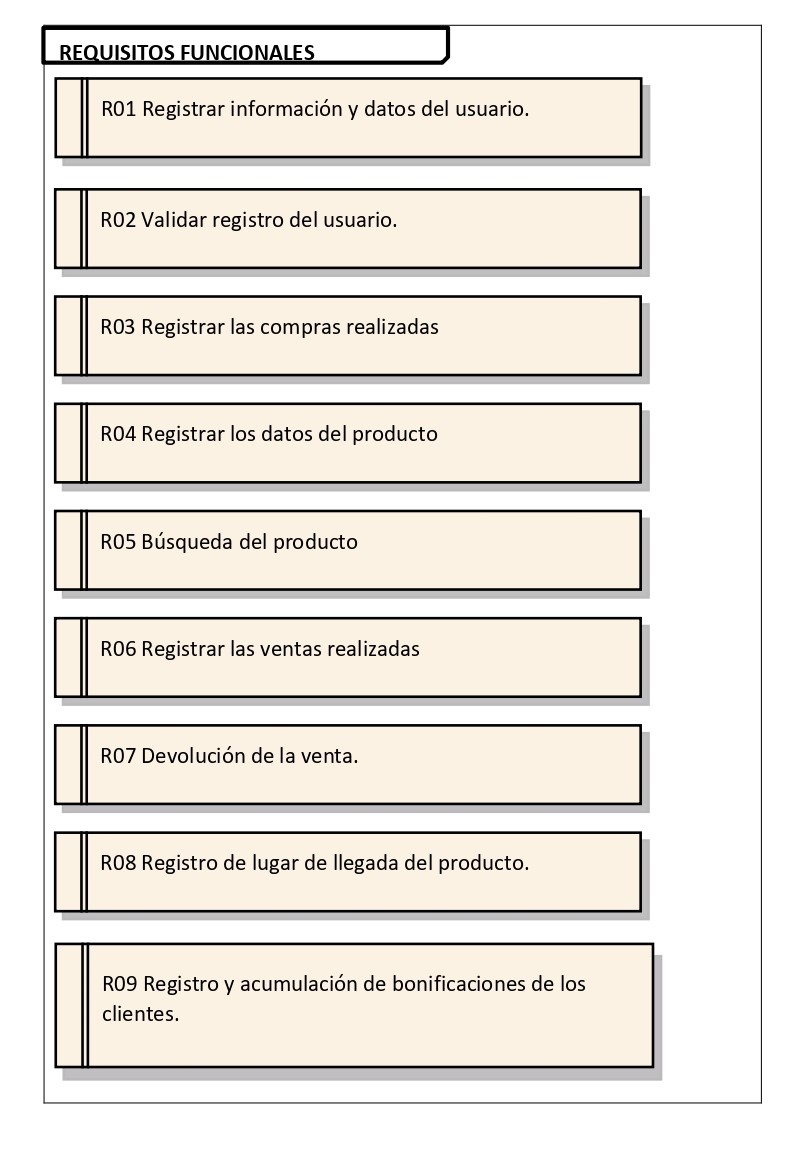 REQUISITOS FUNCIONALES
R01 Registrar información y datos del usuario.
R02 Validar registro del usuario.
R03 Registrar las compras realizadas
R04 Registrar los datos del producto
R05 Búsqueda del producto
R06 Registrar las ventas realizadas
R07 Devolución de la venta.
R08 Registro de lugar de llegada del producto.
R09 Registro y acumulación de bonificaciones de los
clientes.